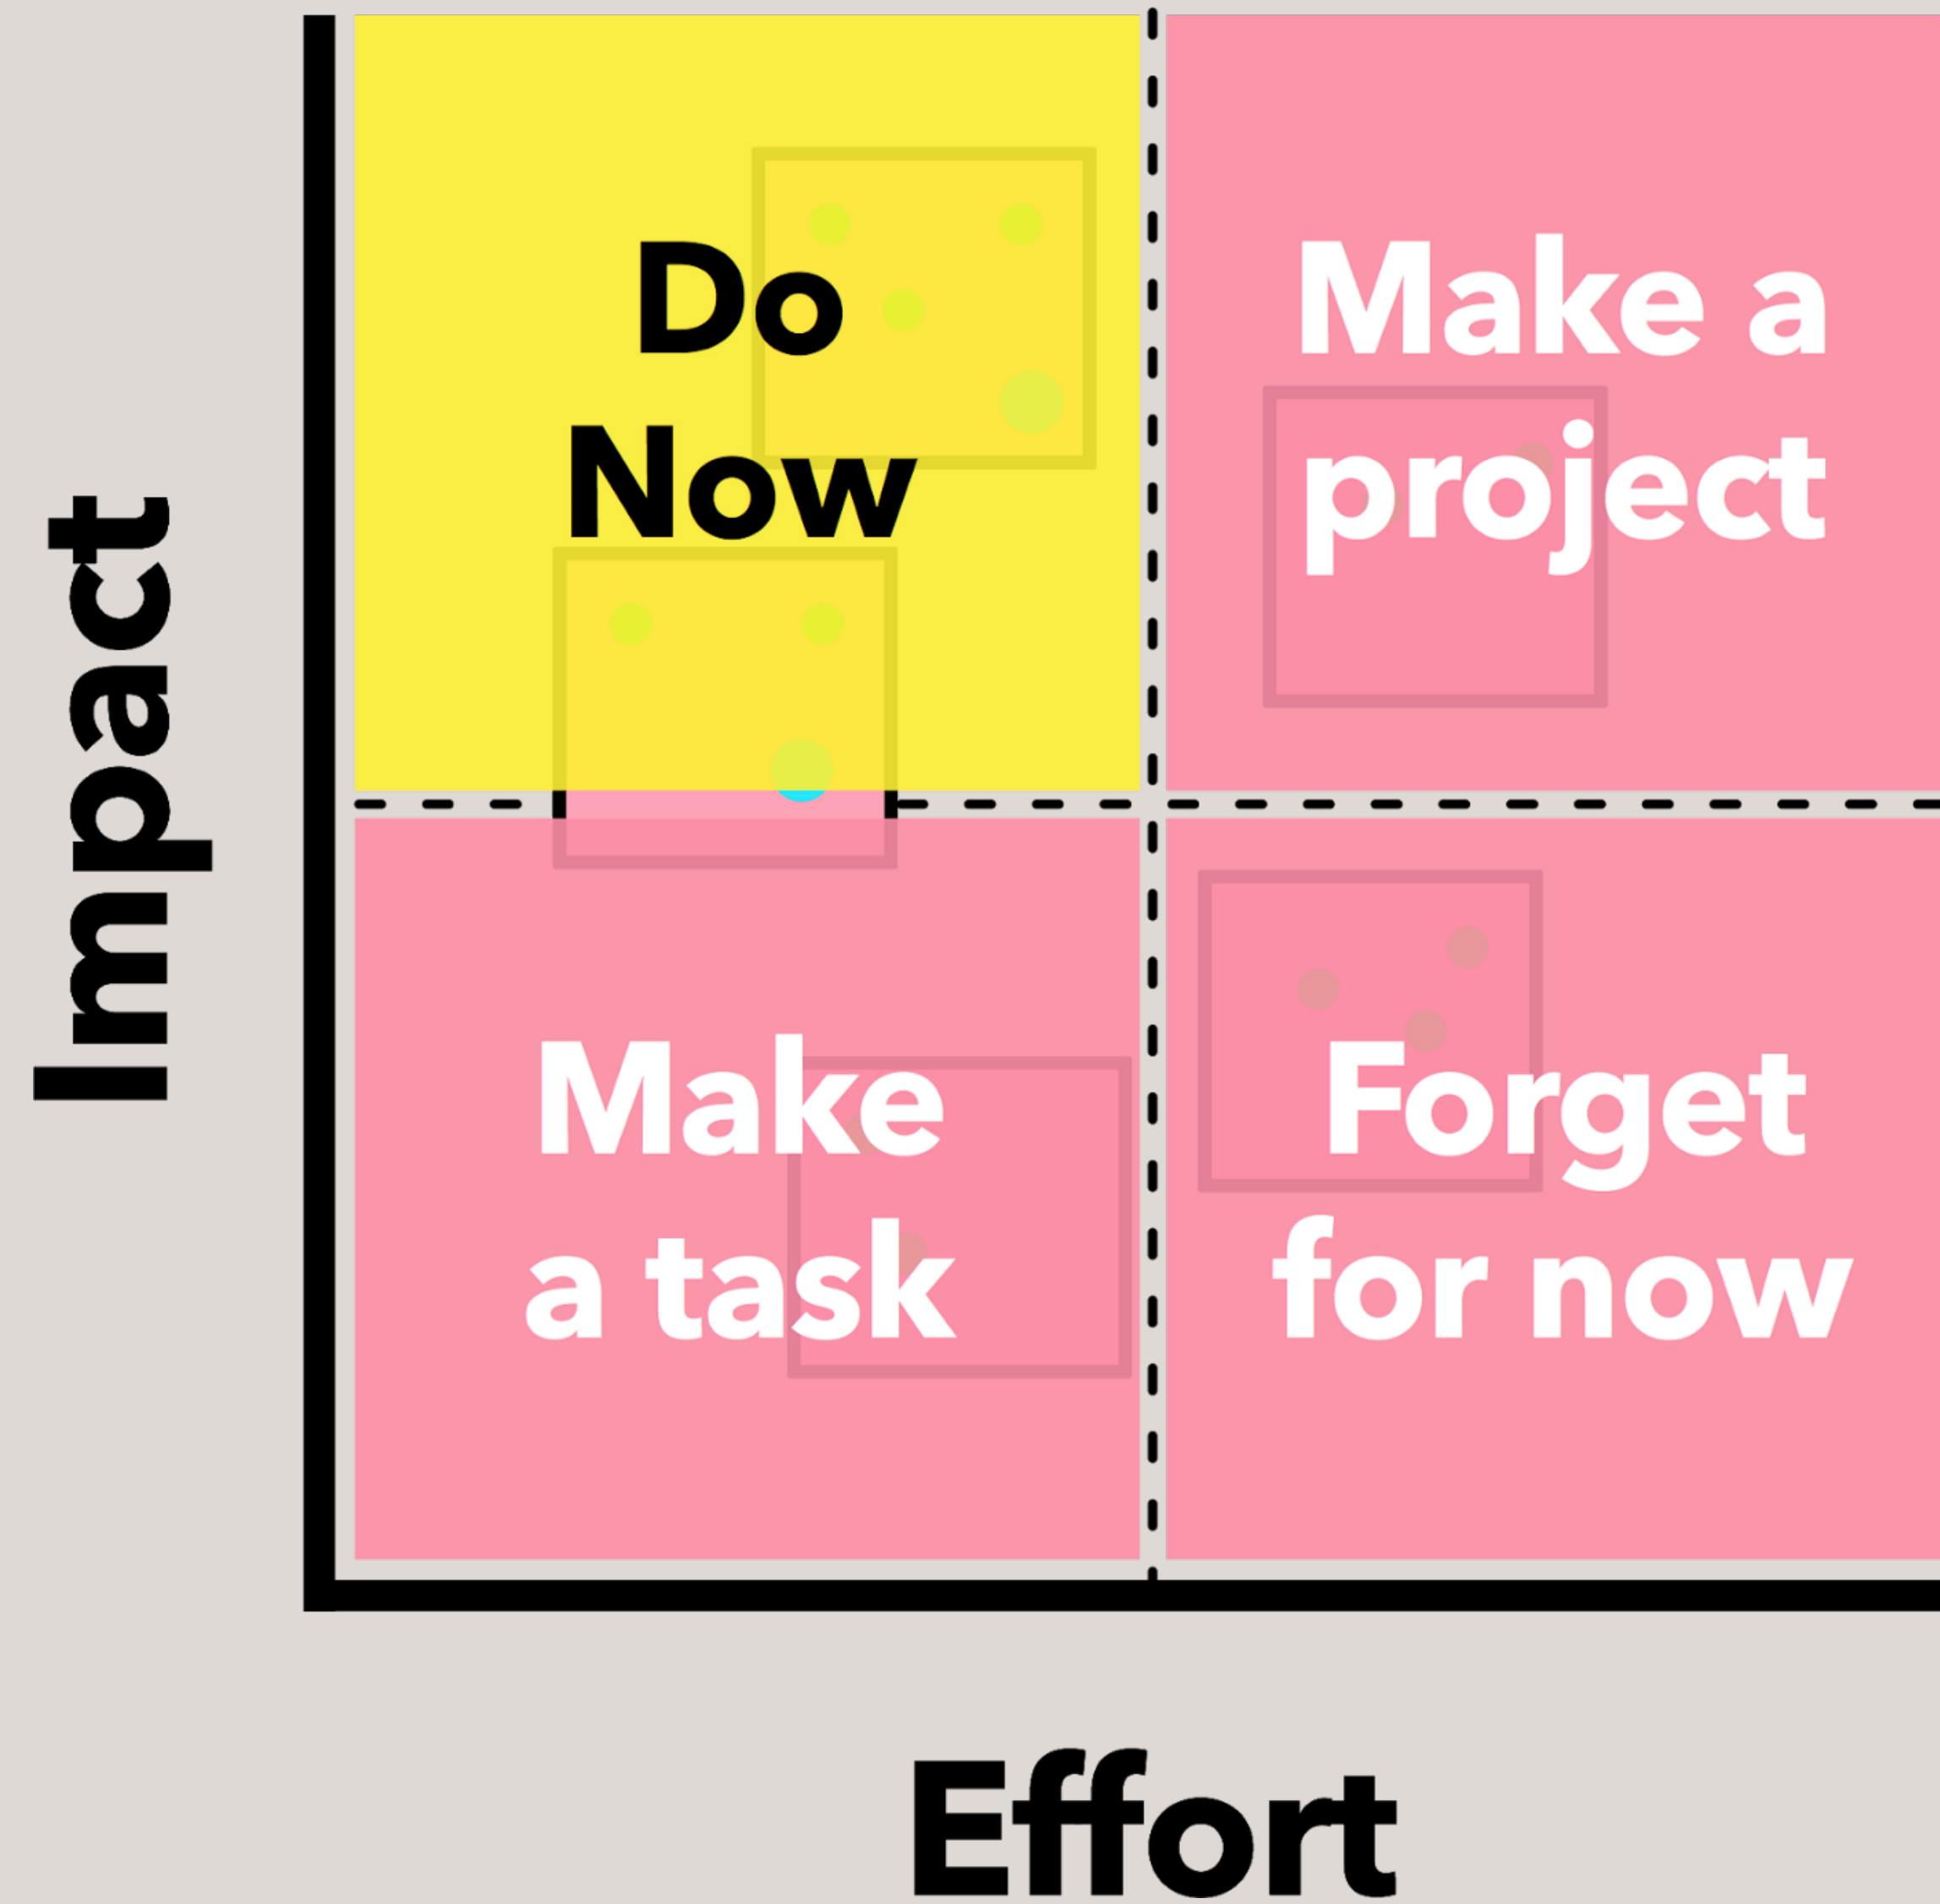 Impact
Do
Now
Make a
project
Make
a task
Forget
for now
Effort